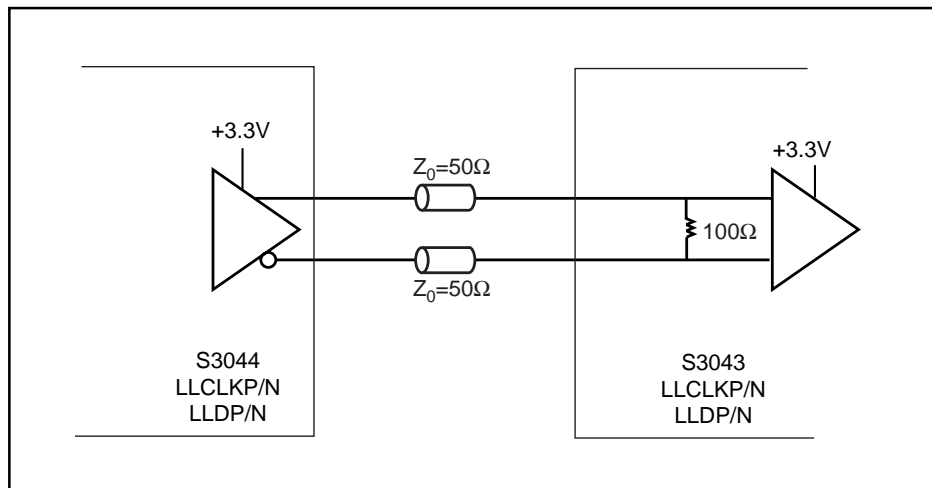 +3.3V
Z0=50Ω
+3.3V
100Ω
Z0=50Ω
S3044
LLCLKP/N
LLDP/N
S3043
LLCLKP/N
LLDP/N